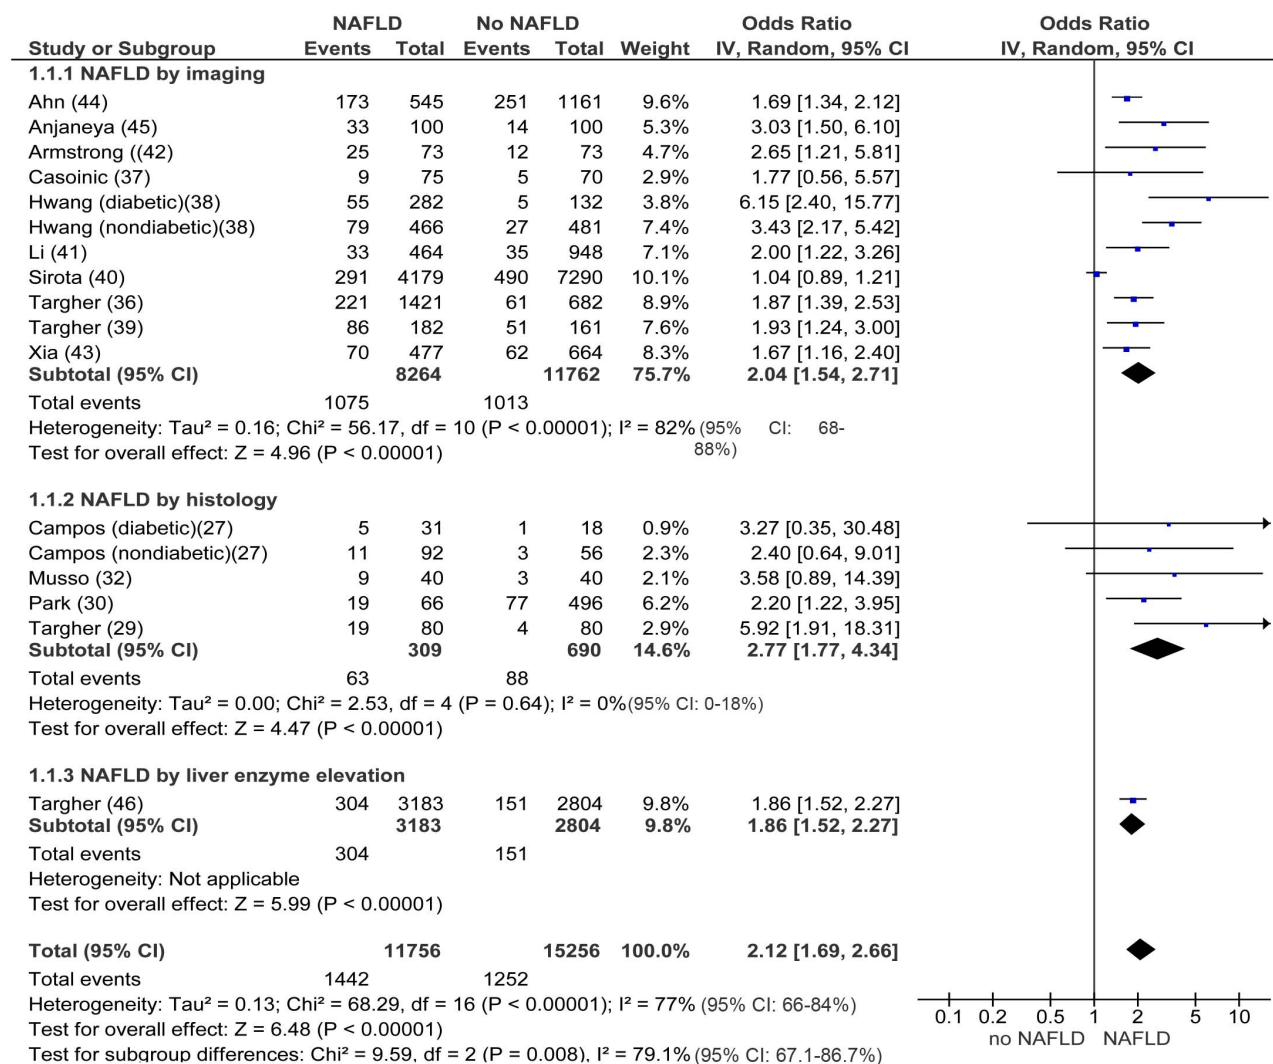 NAFLD No NAFLD Odds Ratio Odds Ratio
Study or Subgroup Events Total Events Total Weight IV, Random, 95% CI IV, Random, 95% CI
1.1.1 NAFLD by imaging
Ahn (44) 173 545 251 1161 9.6% 1.69 [1.34, 2.12]
Anjaneya (45) 33 100 14 100 5.3% 3.03 [1.50, 6.10]
Armstrong ((42) 25 73 12 73 4.7% 2.65 [1.21, 5.81]
Casoinic (37) 9 75 5 70 2.9% 1.77 [0.56, 5.57]
Hwang (diabetic)(38) 55 282 5 132 3.8% 6.15 [2.40, 15.77]
Hwang (nondiabetic)(38) 79 466 27 481 7.4% 3.43 [2.17, 5.42]
Li (41) 33 464 35 948 7.1% 2.00 [1.22, 3.26]
Sirota (40) 291 4179 490 7290 10.1% 1.04 [0.89, 1.21]
Targher (36) 221 1421 61 682 8.9% 1.87 [1.39, 2.53]
Targher (39) 86 182 51 161 7.6% 1.93 [1.24, 3.00]
Xia (43) 70 477 62 664 8.3% 1.67 [1.16, 2.40]
Subtotal (95% CI) 8264 11762 75.7% 2.04 [1.54, 2.71]
Total events 1075 1013
Heterogeneity: Tau² = 0.16; Chi² = 56.17, df = 10 (P < 0.00001); I² = 82% (95% CI: 68-
88%)
Test for overall effect: Z = 4.96 (P < 0.00001)
1.1.2 NAFLD by histology
Campos (diabetic)(27) 5 31 1 18 0.9% 3.27 [0.35, 30.48]
Campos (nondiabetic)(27) 11 92 3 56 2.3% 2.40 [0.64, 9.01]
Musso (32) 9 40 3 40 2.1% 3.58 [0.89, 14.39]
Park (30) 19 66 77 496 6.2% 2.20 [1.22, 3.95]
Targher (29) 19 80 4 80 2.9% 5.92 [1.91, 18.31]
Subtotal (95% CI) 309 690 14.6% 2.77 [1.77, 4.34]
Total events 63 88
Heterogeneity: Tau² = 0.00; Chi² = 2.53, df = 4 (P = 0.64); I² = 0%(95% CI: 0-18%)
Test for overall effect: Z = 4.47 (P < 0.00001)
1.1.3 NAFLD by liver enzyme elevation
Targher (46) 304 3183 151 2804 9.8% 1.86 [1.52, 2.27]
Subtotal (95% CI) 3183 2804 9.8% 1.86 [1.52, 2.27]
Total events 304 151
Heterogeneity: Not applicable
Test for overall effect: Z = 5.99 (P < 0.00001)
Total (95% CI) 11756 15256 100.0% 2.12 [1.69, 2.66]
Total events 1442 1252
Heterogeneity: Tau² = 0.13; Chi² = 68.29, df = 16 (P < 0.00001); I² = 77% (95% CI: 66-84%)
Test for overall effect: Z = 6.48 (P < 0.00001)
Test for subgroup differences: Chi² = 9.59, df = 2 (P = 0.008), I² = 79.1% (95% CI: 67.1-86.7%)
0.1 0.2 0.5 1 2 5 10
no NAFLD NAFLD